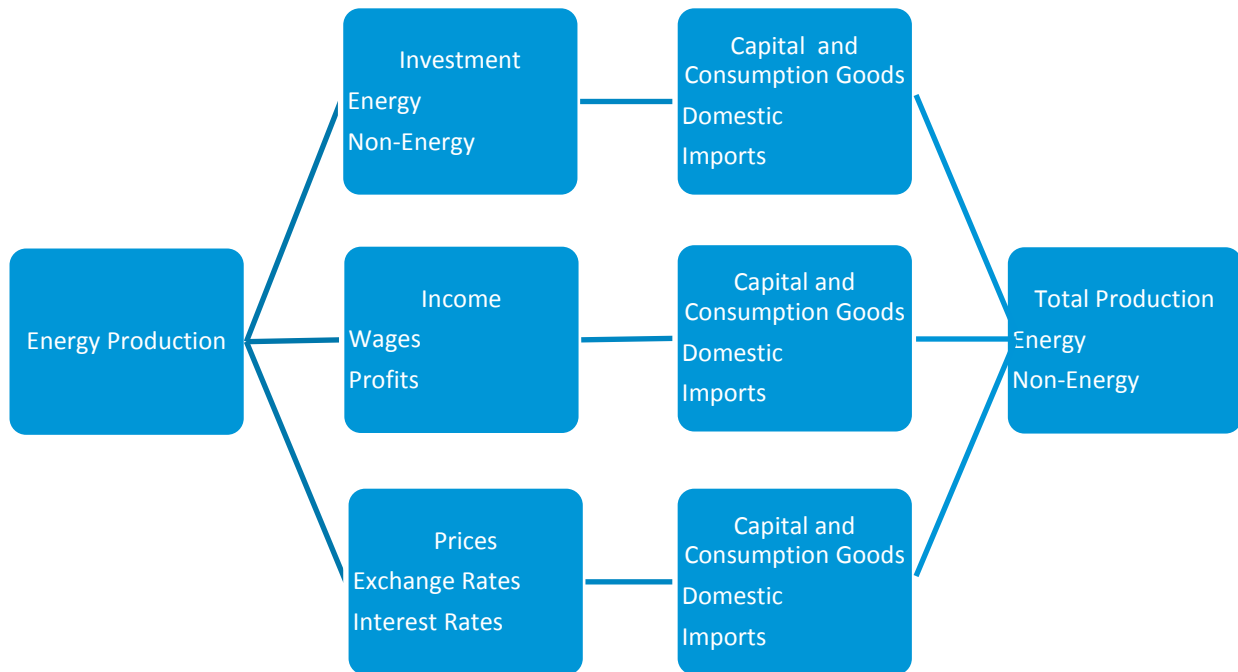 Energy Production
Investment
Energy
Non-Energy
Capital and
Consumption Goods
Domestic
Imports
Income
Wages
Profits
Capital and
Consumption Goods
Domestic
Imports
Prices
Exchange Rates
Interest Rates
Capital and
Consumption Goods
Domestic
Imports
Total Production
Energy
Non-Energy